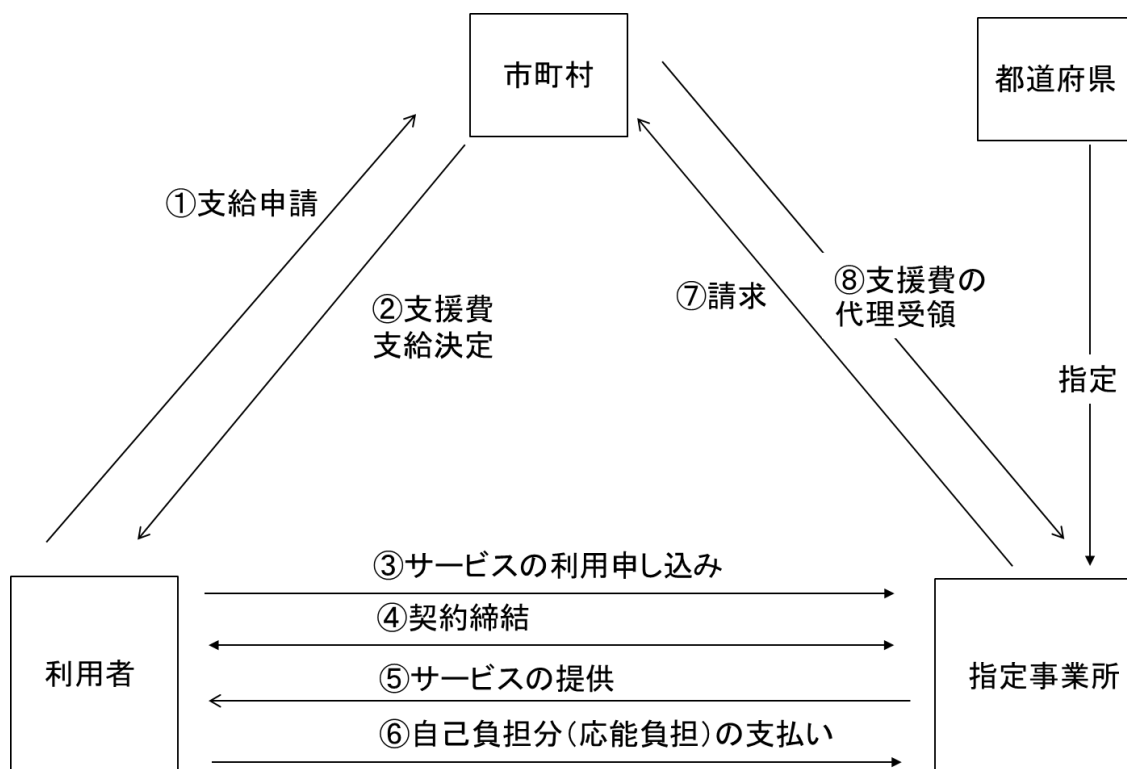 市町村
都道府県
①支給申請
②支援費
支給決定
⑦請求
⑧支援費の
代理受領
指定
③サービスの利用申し込み
④契約締結
利用者
⑤サービスの提供
指定事業所
⑥自己負担分(応能負担)の支払い